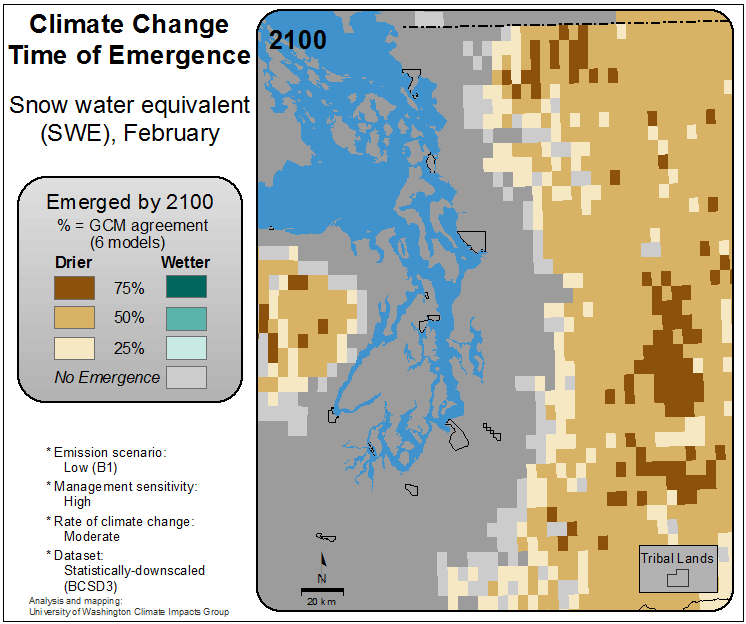 Climate Change
Time of Emergence
Snow water equivalent
(SWE), February
Emerged by 2100
% = GCM agreement
(6 models)
Drier Wetter
75%
50%
25%
No Emergence
* Emission scenario:
Low (B1)
* Management sensitivity:
High
* Rate of climate change:
Moderate
* Dataset:
Statistically-downscaled
(BCSD3)
Analysis and mapping:
University of Washington Climate Impacts Group
2100
N
20 km
Tribal Lands